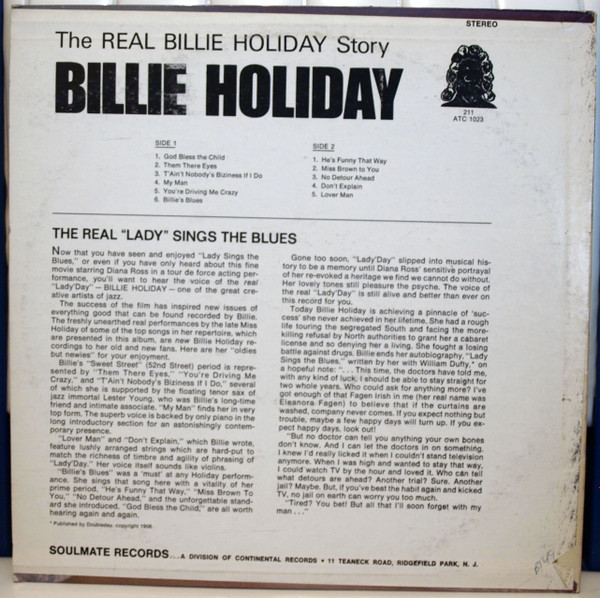 STEREO
The REAL BILLIE HOLIDAY Story
BILLIE HOLIDAY
211
ATC 1023
SIDE 1
1. God Bless the Child
2. Them There Eyes
3. T'Ain't Nobody's Biziness If I Do
4. My Man
5. You're Driving Me Crazy
6. Billie's Blues
SIDE 2
1. He's Funny That Way
2. Miss Brown to You
3. No Detour Ahead
4. Don't Explain
5. Lover Man
THE REAL "LADY" SINGS THE BLUES
Now that you have seen and enjoyed "Lady Sings the
Blues," or even if you have only heard about this fine
movie starring Diana Ross in a tour de force acting per-
formance, you'll want to hear the voice of the real
"Lady'Day" — BILLIE HOLIDAY — one of the great cre-
ative artists of jazz.
The success of the film has inspired new issues of
everything good that can be found recorded by Billie.
The freshly unearthed real performances by the late Miss
Holiday of some of the top songs in her repertoire, which
are presented in this album, are new Billie Holiday re-
cordings to her old and new fans. Here are her "oldies
but newies" for your enjoyment.
Billie's "Sweet Street" (52nd Street) period is repre-
sented by "Them There Eyes," "You're Driving Me
Crazy," and "T'Ain't Nobody's Biziness If I Do," several
of which she is supported by the floating tenor sax of
jazz immortal Lester Young, who was Billie's long-time
friend and intimate associate. "My Man" finds her in very
top form. The superb voice is backed by only piano in the
long introductory section for an astonishingly contem-
porary presence.
"Lover Man" and "Don't Explain," which Billie wrote,
feature lushly arranged strings which are hard-put to
match the richness of timbre and agility of phrasing of
"Lady'Day." Her voice itself sounds like violins.
"Billie's Blues" was a 'must' at any Holiday perform-
ance. She sings that song here with a vitality of her
prime period. "He's Funny That Way," "Miss Brown To
You," "No Detour Ahead," and the unforgettable stand-
ard she introduced, "God Bless the Child," are all worth
hearing again and again.
* Published by Doubleday, copyright 1956.
Gone too soon, "Lady'Day" slipped into musical his-
tory to be a memory until Diana Ross' sensitive portrayal
of her re-evoked a heritage we find we cannot do without.
Her lovely tones still pleasure the psyche. The voice of
the real "Lady'Day" is still alive and better than ever on
this record for you.
Today Billie Holiday is achieving a pinnacle of 'suc-
cess' she never achieved in her lifetime. She had a rough
life touring the segregated South and facing the more-
killing refusal by North authorities to grant her a cabaret
license and so denying her a living. She fought a losing
battle against drugs. Billie ends her autobiography, "Lady
Sings the Blues," written by her with William Duffy,* on
a hopeful note: ". . . This time, the doctors have told me,
with any kind of luck, I should be able to stay straight for
two whole years. Who could ask for anything more? I've
got enough of that Fagen Irish in me (her real name was
Eleanora Fagen) to believe that if the curtains are
washed, company never comes. If you expect nothing but
trouble, maybe a few happy days will turn up. If you ex-
pect happy days, look out!
"But no doctor can tell you anything your own bones
don't know. And I can let the doctors in on something.
I knew I'd really licked it when I couldn't stand television
anymore. When I was high and wanted to stay that way,
I could watch TV by the hour and loved it. Who can tell
what detours are ahead? Another trial? Sure. Another
jail? Maybe. But, if you've beat the habit again and kicked
TV, no jail on earth can worry you too much.
"Tired? You bet! But all that I'll soon forget with my
man . . ."
SOULMATE RECORDS...A DIVISION OF CONTINENTAL RECORDS • 11 TEANECK ROAD, RIDGEFIELD PARK, N. J.